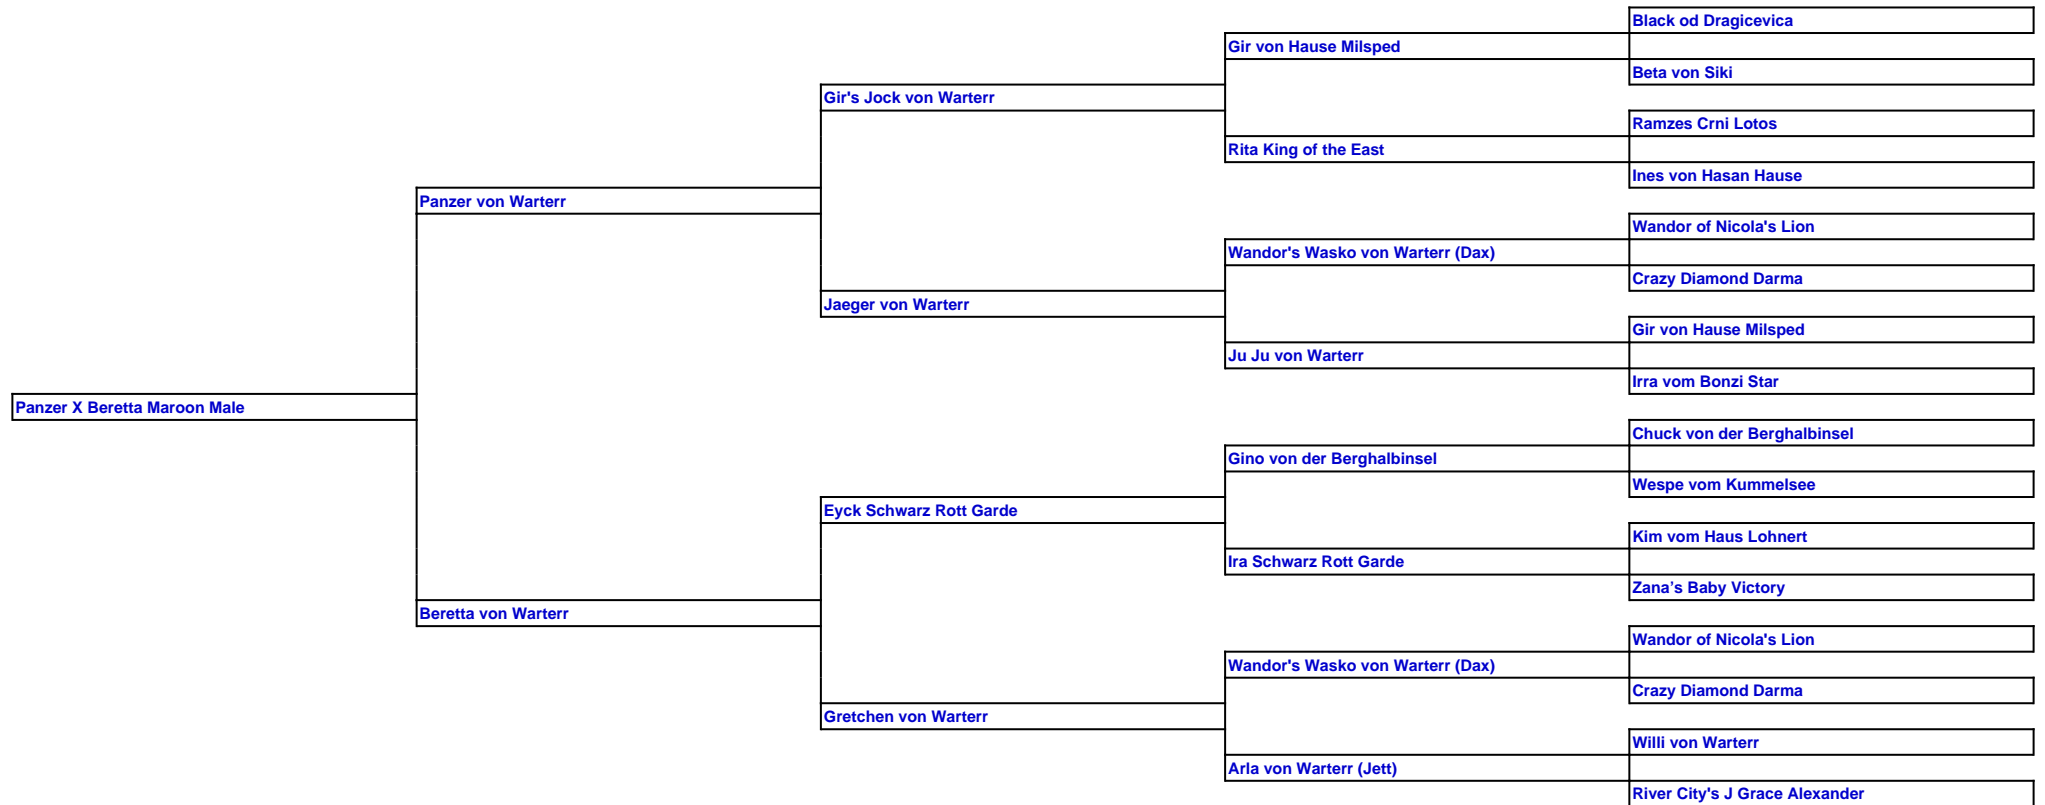 Black od Dragicevica
Gir von Hause Milsped
Beta von Siki
Gir's Jock von Warterr
Ramzes Crni Lotos
Rita King of the East
Ines von Hasan Hause
Panzer von Warterr
Wandor of Nicola's Lion
Wandor's Wasko von Warterr (Dax)
Crazy Diamond Darma
Jaeger von Warterr
Gir von Hause Milsped
Ju Ju von Warterr
Irra vom Bonzi Star
Panzer X Beretta Maroon Male
Chuck von der Berghalbinsel
Gino von der Berghalbinsel
Wespe vom Kummelsee
Eyck Schwarz Rott Garde
Kim vom Haus Lohnert
Ira Schwarz Rott Garde
Zana’s Baby Victory
Beretta von Warterr
Wandor of Nicola's Lion
Wandor's Wasko von Warterr (Dax)
Crazy Diamond Darma
Gretchen von Warterr
Willi von Warterr
Arla von Warterr (Jett)
River City's J Grace Alexander